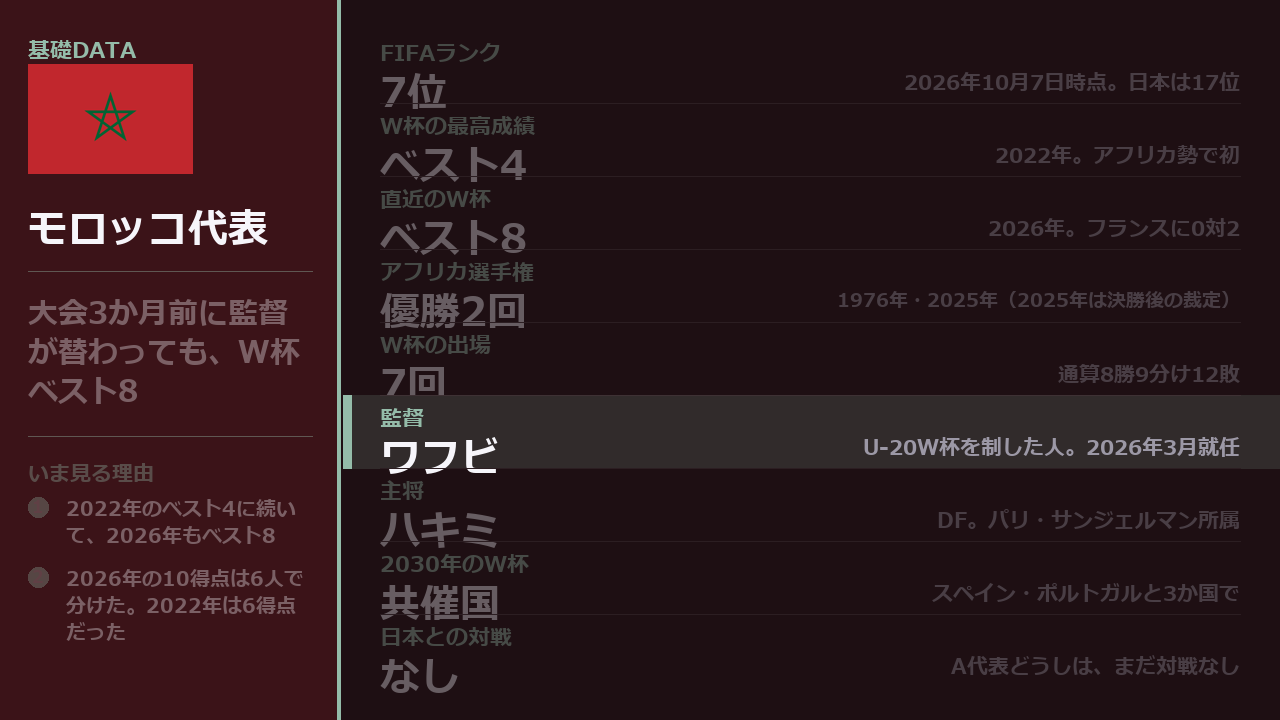 基礎DATA
モロッコ代表
大会3か月前に監督
が替わっても、W杯
ベスト8
いま見る理由
2022年のベスト4に続い
て、2026年もベスト8
2026年の10得点は6人で
分けた。2022年は6得点
だった
FIFAランク
7位
2026年10月7日時点。日本は17位
W杯の最高成績
ベスト4
2022年。アフリカ勢で初
直近のW杯
ベスト8
2026年。フランスに0対2
アフリカ選手権
優勝2回
1976年・2025年（2025年は決勝後の裁定）
W杯の出場
7回
通算8勝9分け12敗
監督
ワフビ
U-20W杯を制した人。2026年3月就任
主将
ハキミ
DF。パリ・サンジェルマン所属
2030年のW杯
共催国
スペイン・ポルトガルと3か国で
日本との対戦
なし
A代表どうしは、まだ対戦なし